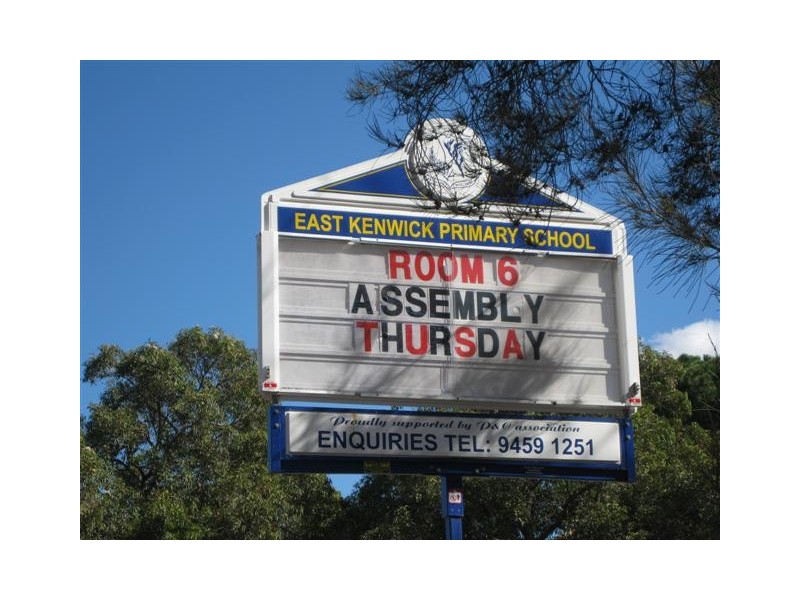 EAST KENWICK PRIMARY SCHOOL
ROOM 6
ASSEMBLY
THURSDAY
Proudly supported by P&C association
ENQUIRIES TEL: 9459 1251